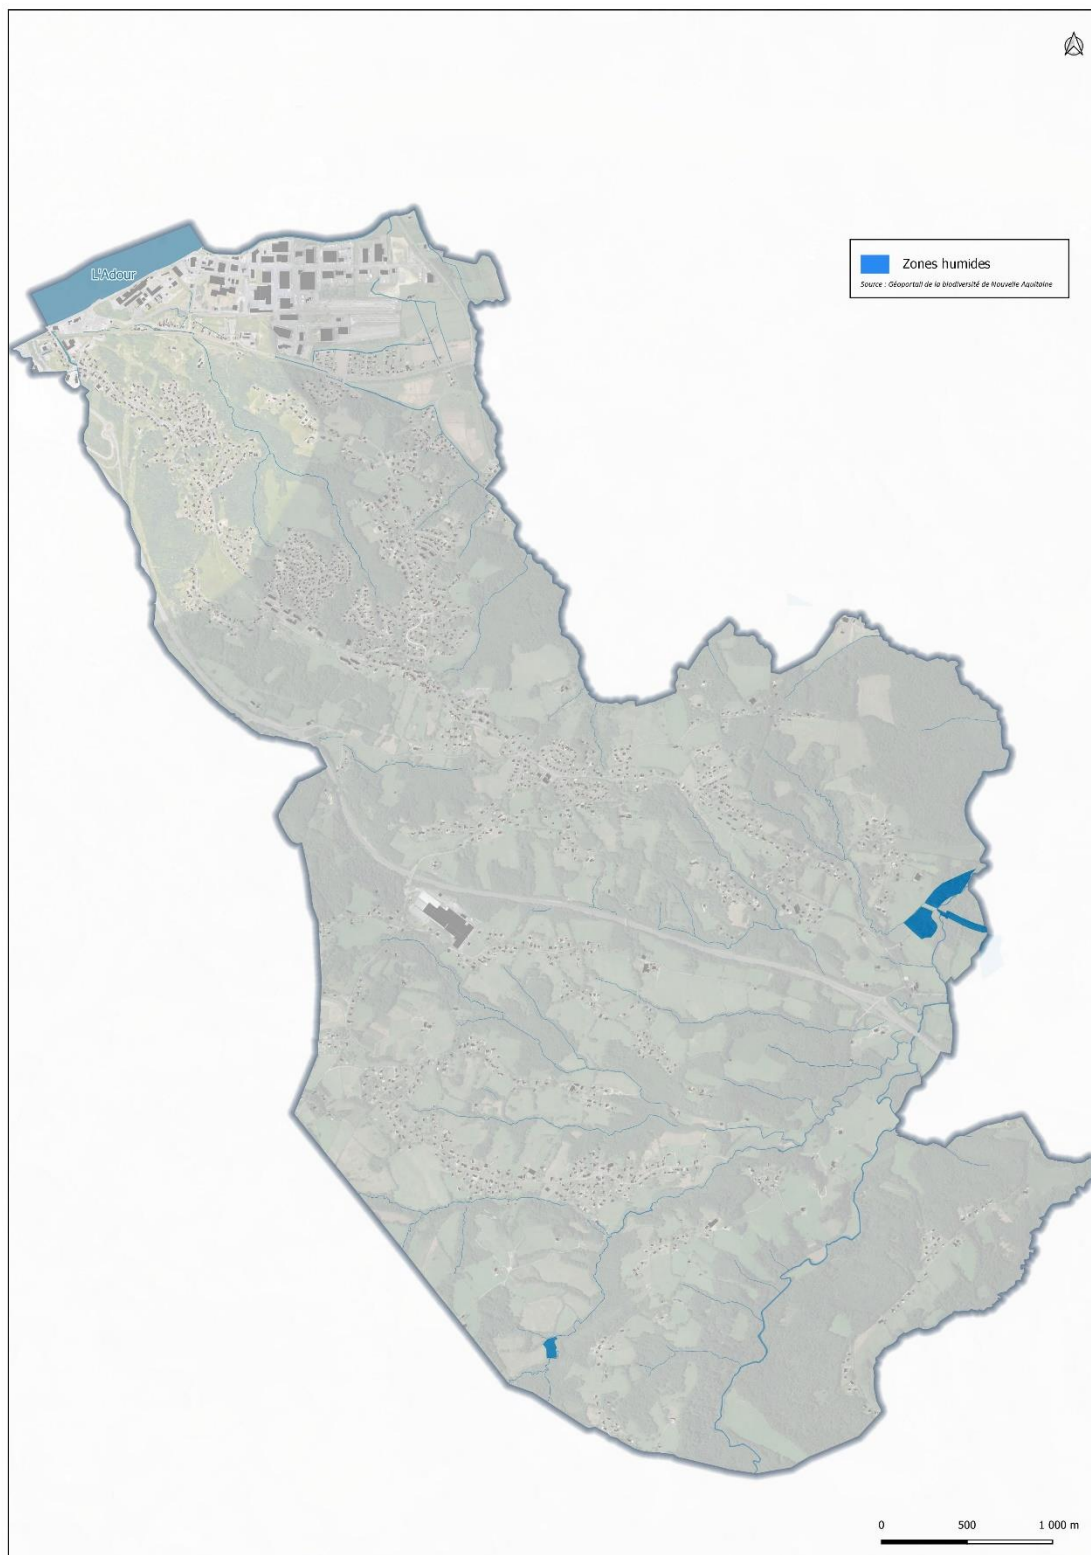 L'Adour
Zones humides
Source : Géoportail de la biodiversité de Nouvelle Aquitaine
0 500 1 000 m